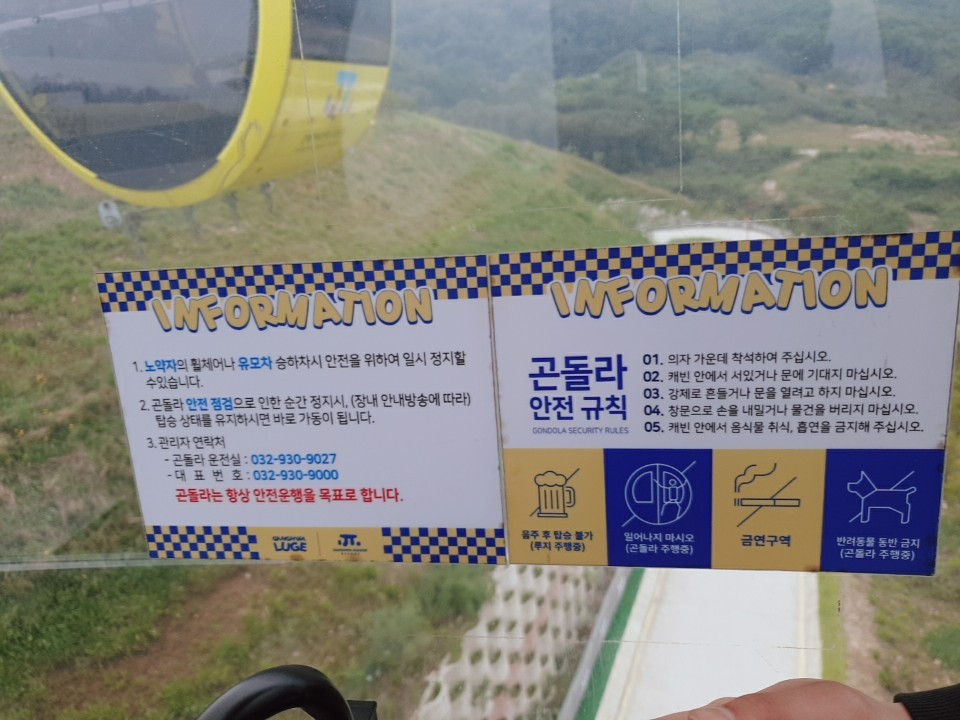 INFORMATION
1. 노약자의 휠체어나 유모차 승하차시 안전을 위하여 일시 정지할
수있습니다.
2. 곤돌라 안전 점검으로 인한 순간 정지시, (장내 안내방송에 따라)
탑승 상태를 유지하시면 바로 가동이 됩니다.
3. 관리자 연락처
- 곤돌라 운전실 : 032-930-9027
- 대 표 번 호 : 032-930-9000
곤돌라는 항상 안전운행을 목표로 합니다.
GANGHWA
LUGE
INFORMATION
곤돌라
안전 규칙
GONDOLA SECURITY RULES
01. 의자 가운데 착석하여 주십시오.
02. 캐빈 안에서 서있거나 문에 기대지 마십시오.
03. 강제로 흔들거나 문을 열려고 하지 마십시오.
04. 창문으로 손을 내밀거나 물건을 버리지 마십시오.
05. 캐빈 안에서 음식물 취식, 흡연을 금지해 주십시오.
음주 후 탑승 불가
(루지 주행중)
일어나지 마시오
(곤돌라 주행중)
금연구역
반려동물 동반 금지
(곤돌라 주행중)